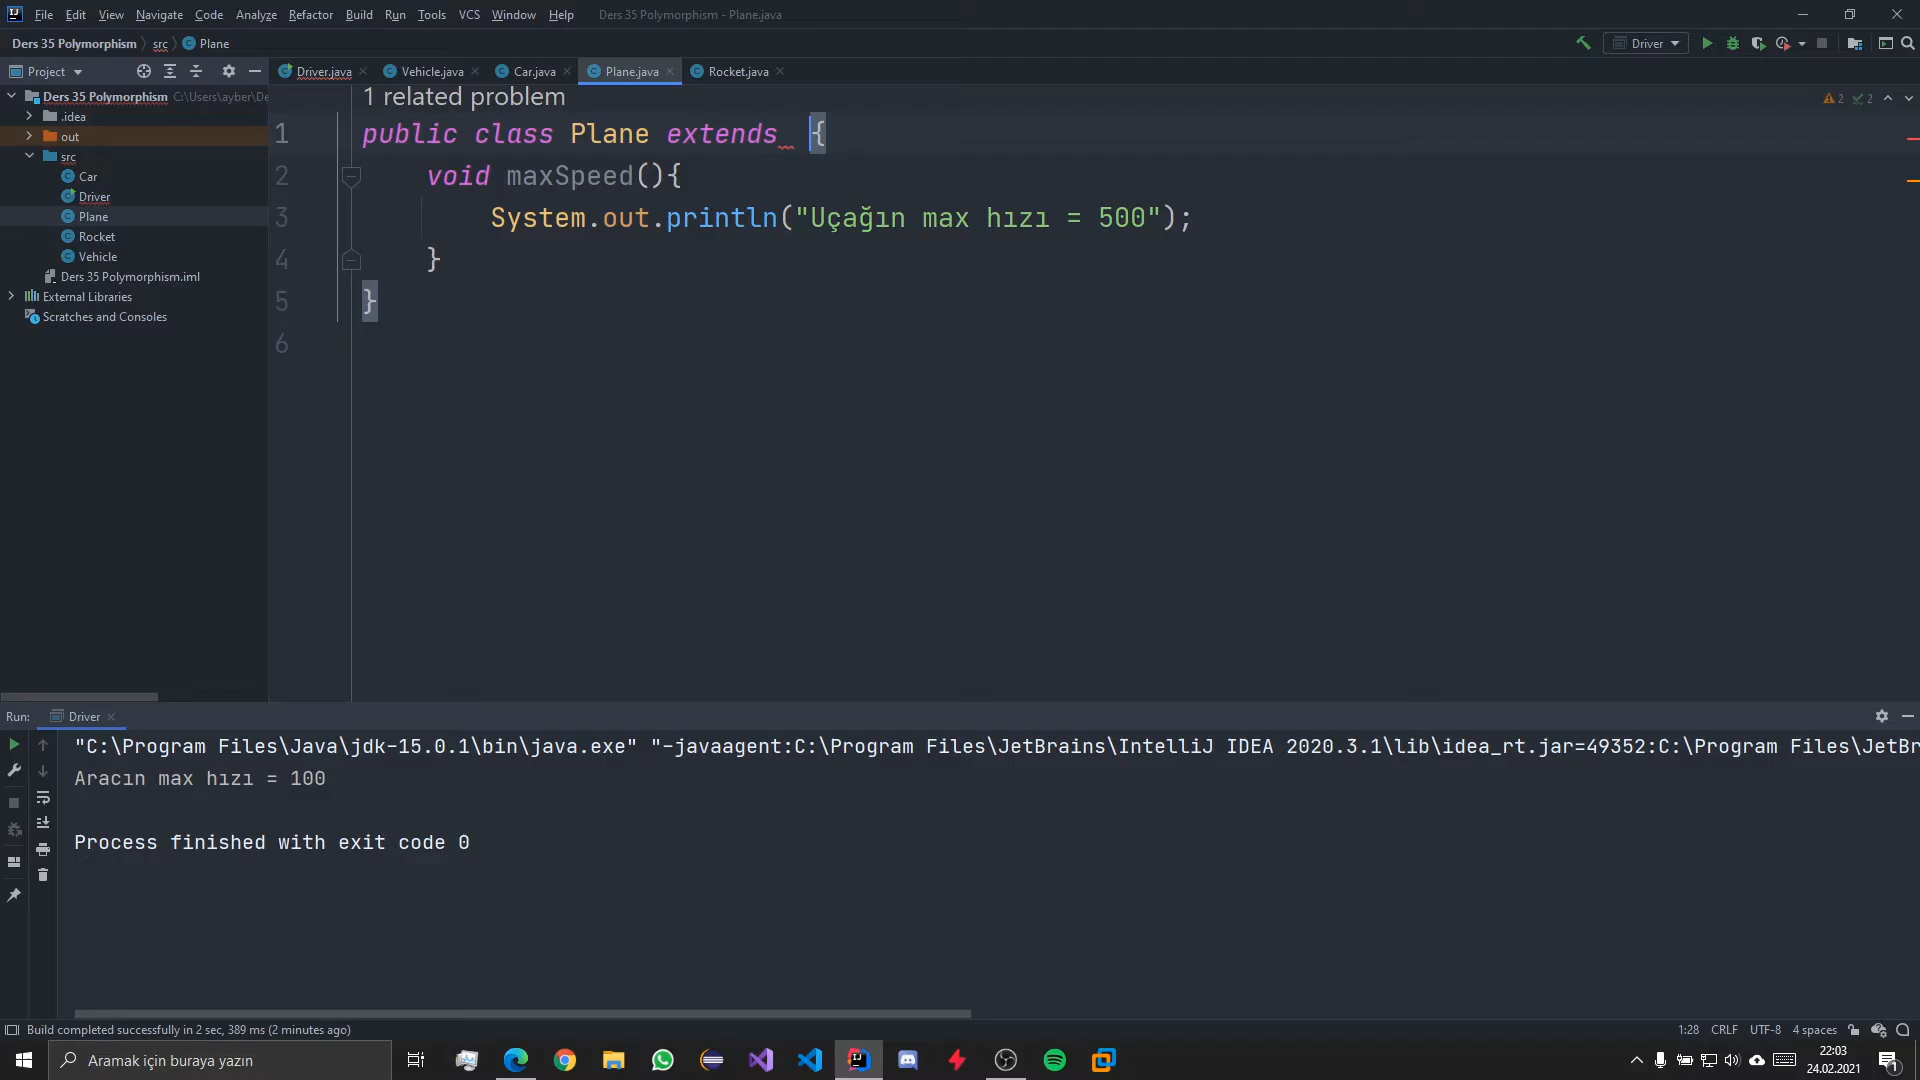 File Edit View Navigate Code Analyze Refactor Build Run Tools VCS Window Help Ders 35 Polymorphism - Plane.java
Ders 35 Polymorphism src Plane Driver
Project Driver.java Vehicle.java Car.java Plane.java Rocket.java
Ders 35 Polymorphism C:\Users\ayber\De
.idea
out
src
Car
Driver
Plane
Rocket
Vehicle
Ders 35 Polymorphism.iml
External Libraries
Scratches and Consoles
1 related problem 2 2
1 public class Plane extends {
2 void maxSpeed(){
3 System.out.println("Uçağın max hızı = 500");
4 }
5 }
6
Run: Driver
"C:\Program Files\Java\jdk-15.0.1\bin\java.exe" "-javaagent:C:\Program Files\JetBrains\IntelliJ IDEA 2020.3.1\lib\idea_rt.jar=49352:C:\Program Files\JetBr
Aracın max hızı = 100
Process finished with exit code 0
Build completed successfully in 2 sec, 389 ms (2 minutes ago) 1:28 CRLF UTF-8 4 spaces
Aramak için buraya yazın
22:03
24.02.2021
1